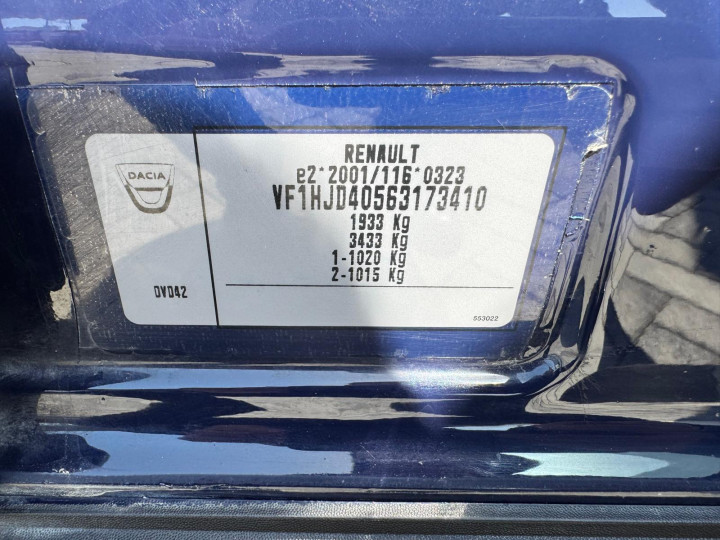 RENAULT
e2*2001/116*0323
VF1HJD40563173410
1933 Kg
3433 Kg
1-1020 Kg
2-1015 Kg
DACIA
DVD42
553022